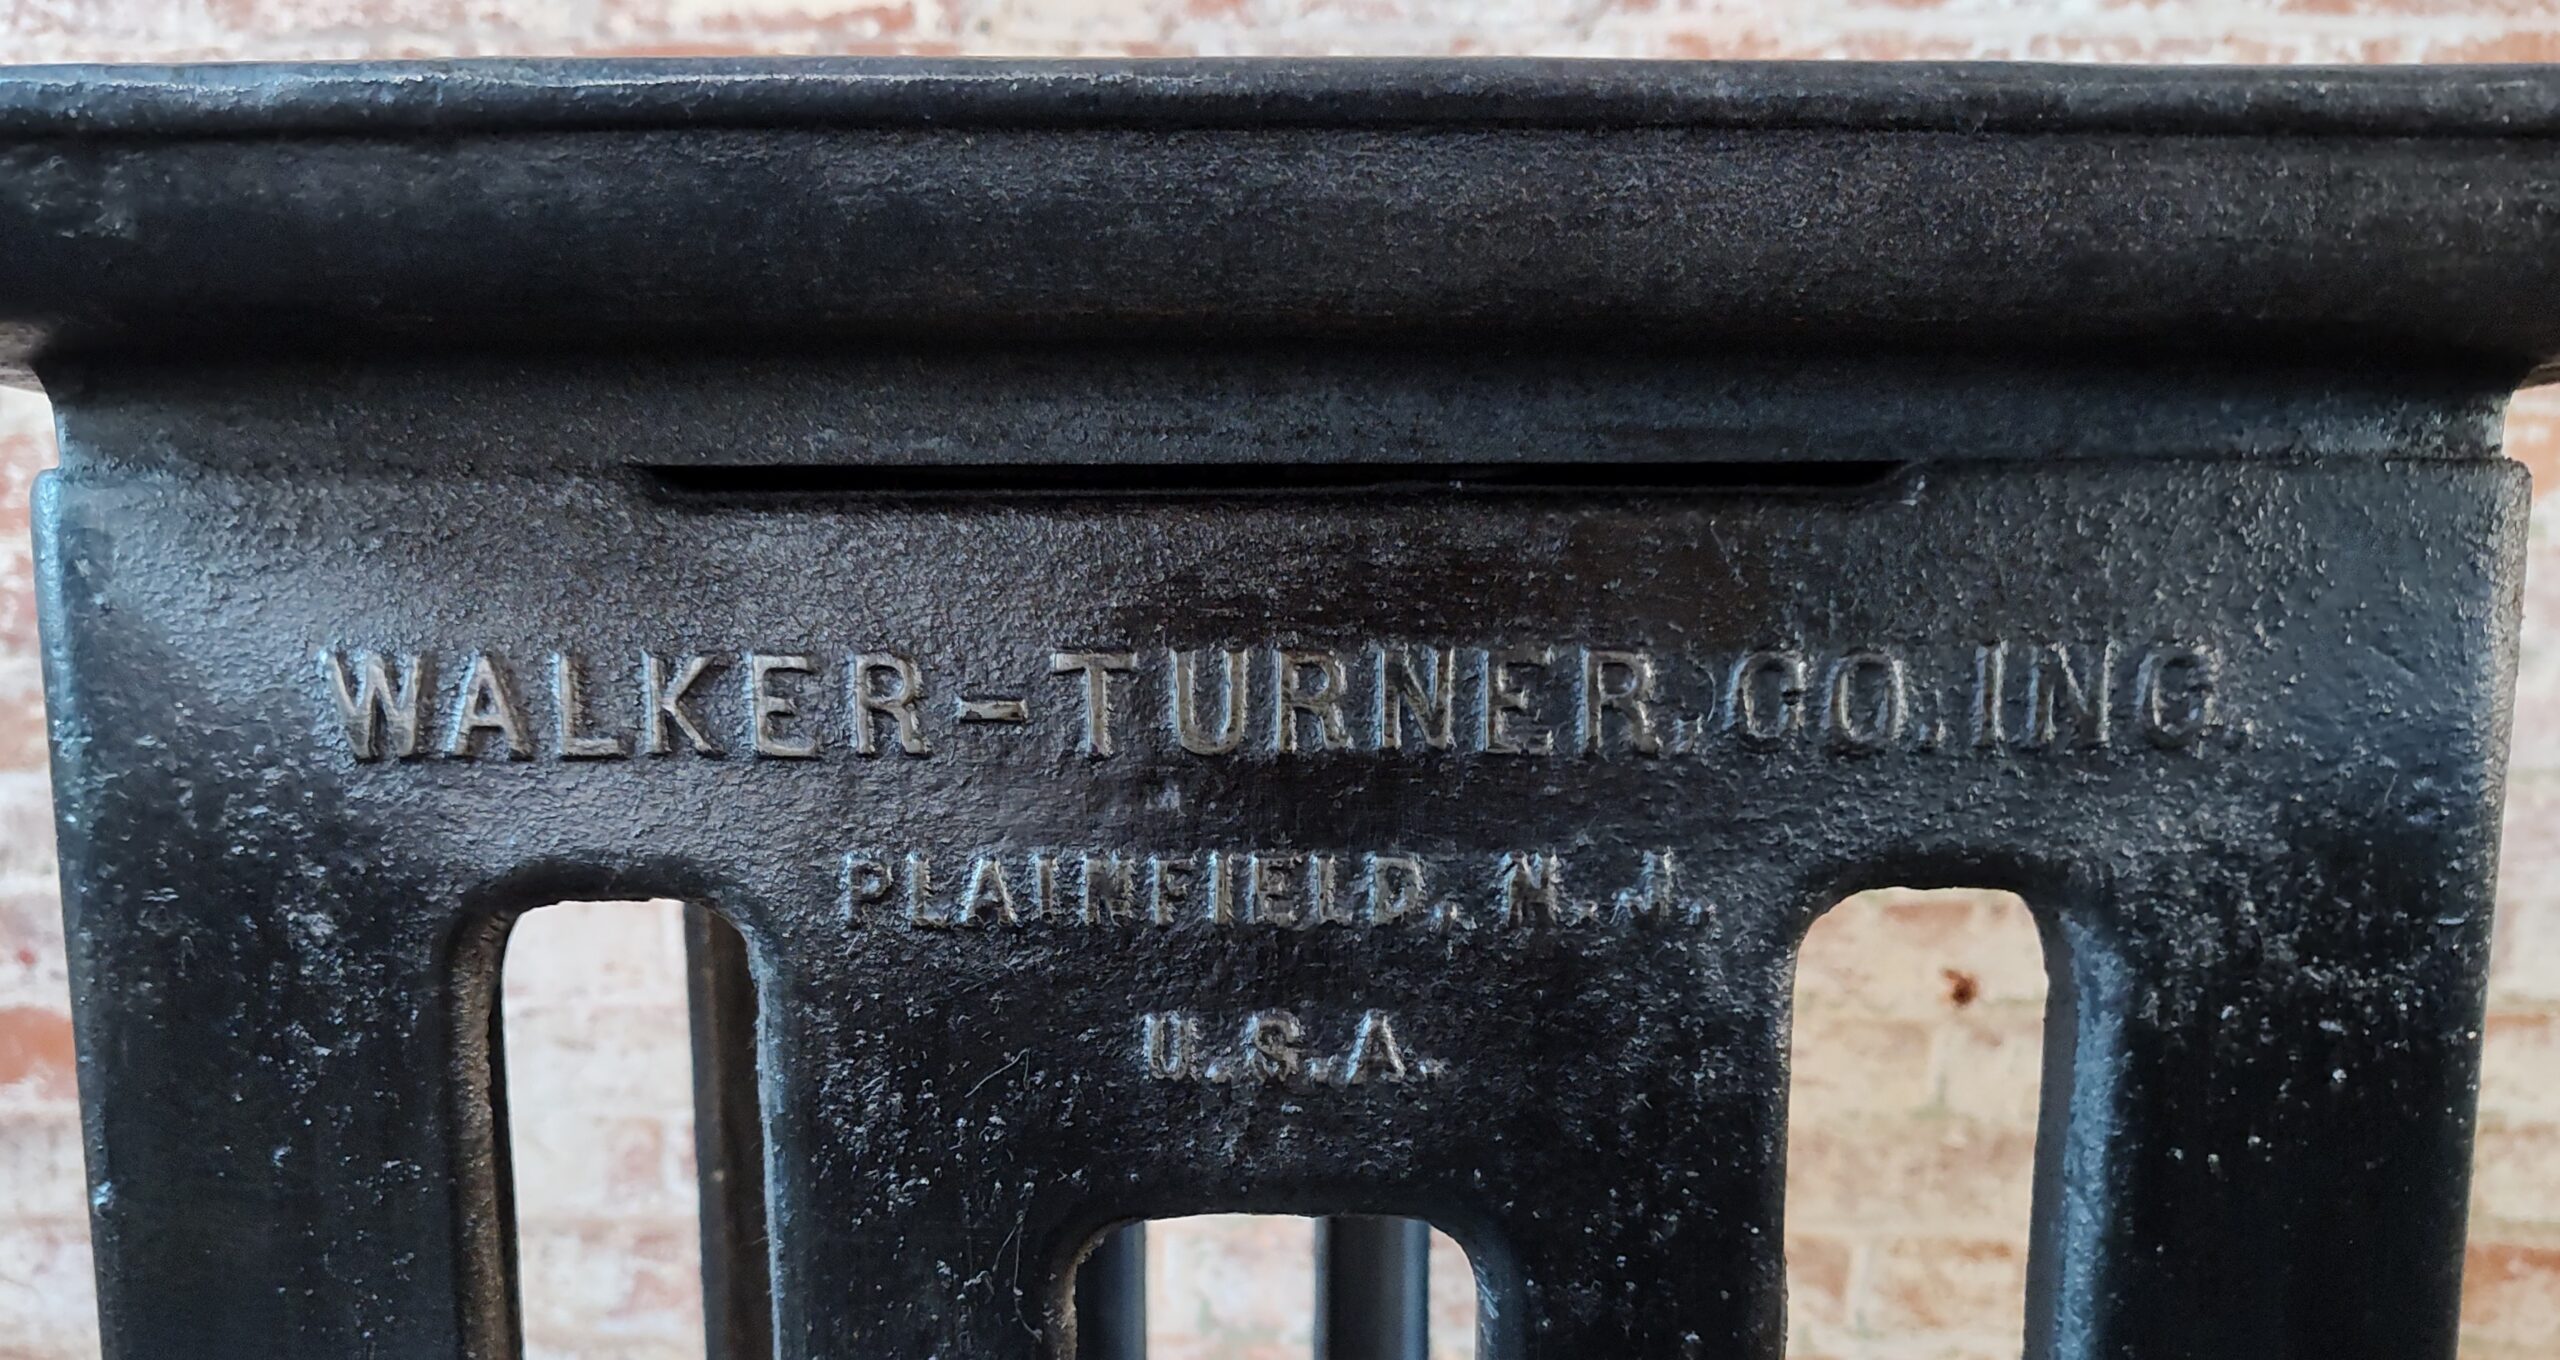 WALKER-TURNER.CO.INC.
PLAINFIELD, N.J.
U.S.A.